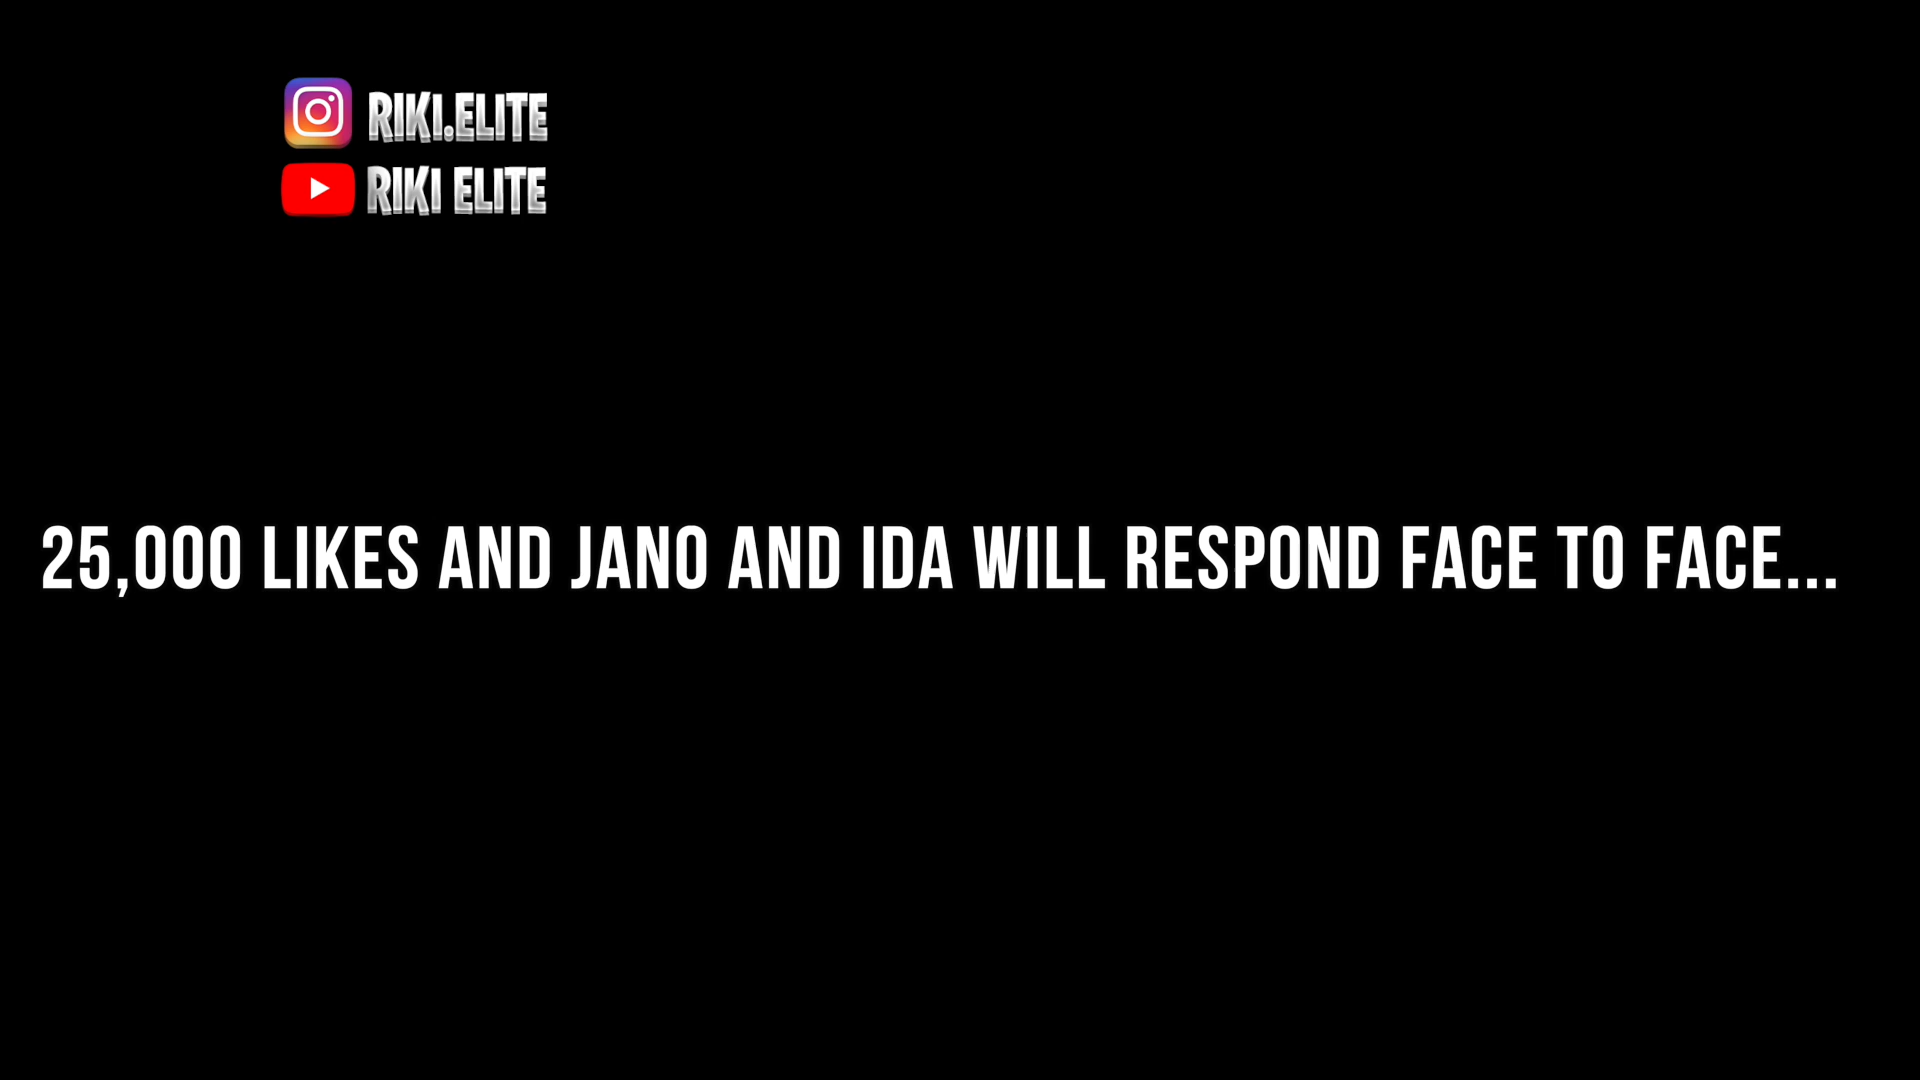 RIKI.ELITE
RIKI ELITE
25,000 LIKES AND JANO AND IDA WILL RESPOND FACE TO FACE...